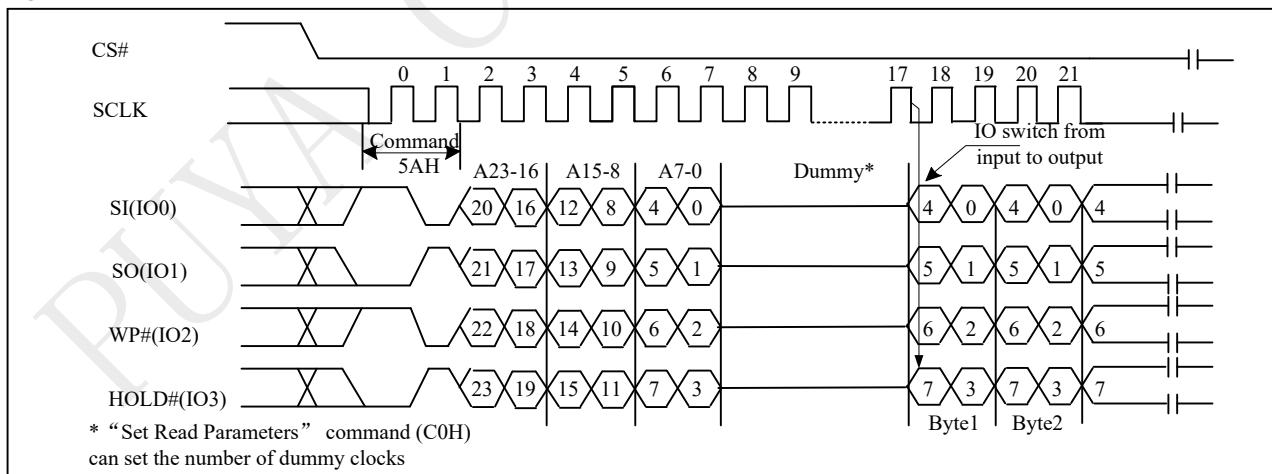 CS#
0 1 2 3 4 5 6 7 8 9 17 18 19 20 21
SCLK
Command
5AH
IO switch from
input to output
A23-16 A15-8 A7-0 Dummy*
SI(IO0) 20 16 12 8 4 0 4 0 4 0 4
SO(IO1) 21 17 13 9 5 1 5 1 5 1 5
WP#(IO2) 22 18 14 10 6 2 6 2 6 2 6
HOLD#(IO3) 23 19 15 11 7 3 7 3 7 3 7
Byte1 Byte2
* “Set Read Parameters” command (C0H)
can set the number of dummy clocks
PUYA